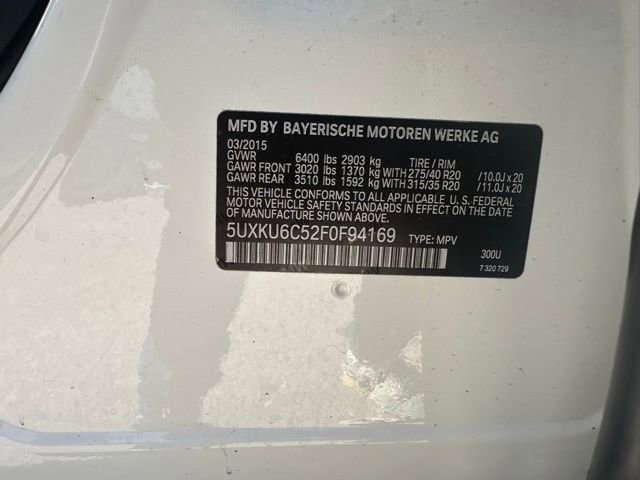 MFD BY BAYERISCHE MOTOREN WERKE AG
03/2015
GVWR 6400 lbs 2903 kg TIRE / RIM
GAWR FRONT 3020 lbs 1370 kg WITH 275/40 R20 /10.0J x 20
GAWR REAR 3510 lbs 1592 kg WITH 315/35 R20 /11.0J x 20
THIS VEHICLE CONFORMS TO ALL APPLICABLE U. S. FEDERAL
MOTOR VEHICLE SAFETY STANDARDS IN EFFECT ON THE
DATE OF MANUFACTURE SHOWN ABOVE.
5UXKU6C52F0F94169 TYPE: MPV
300U
7 320 729